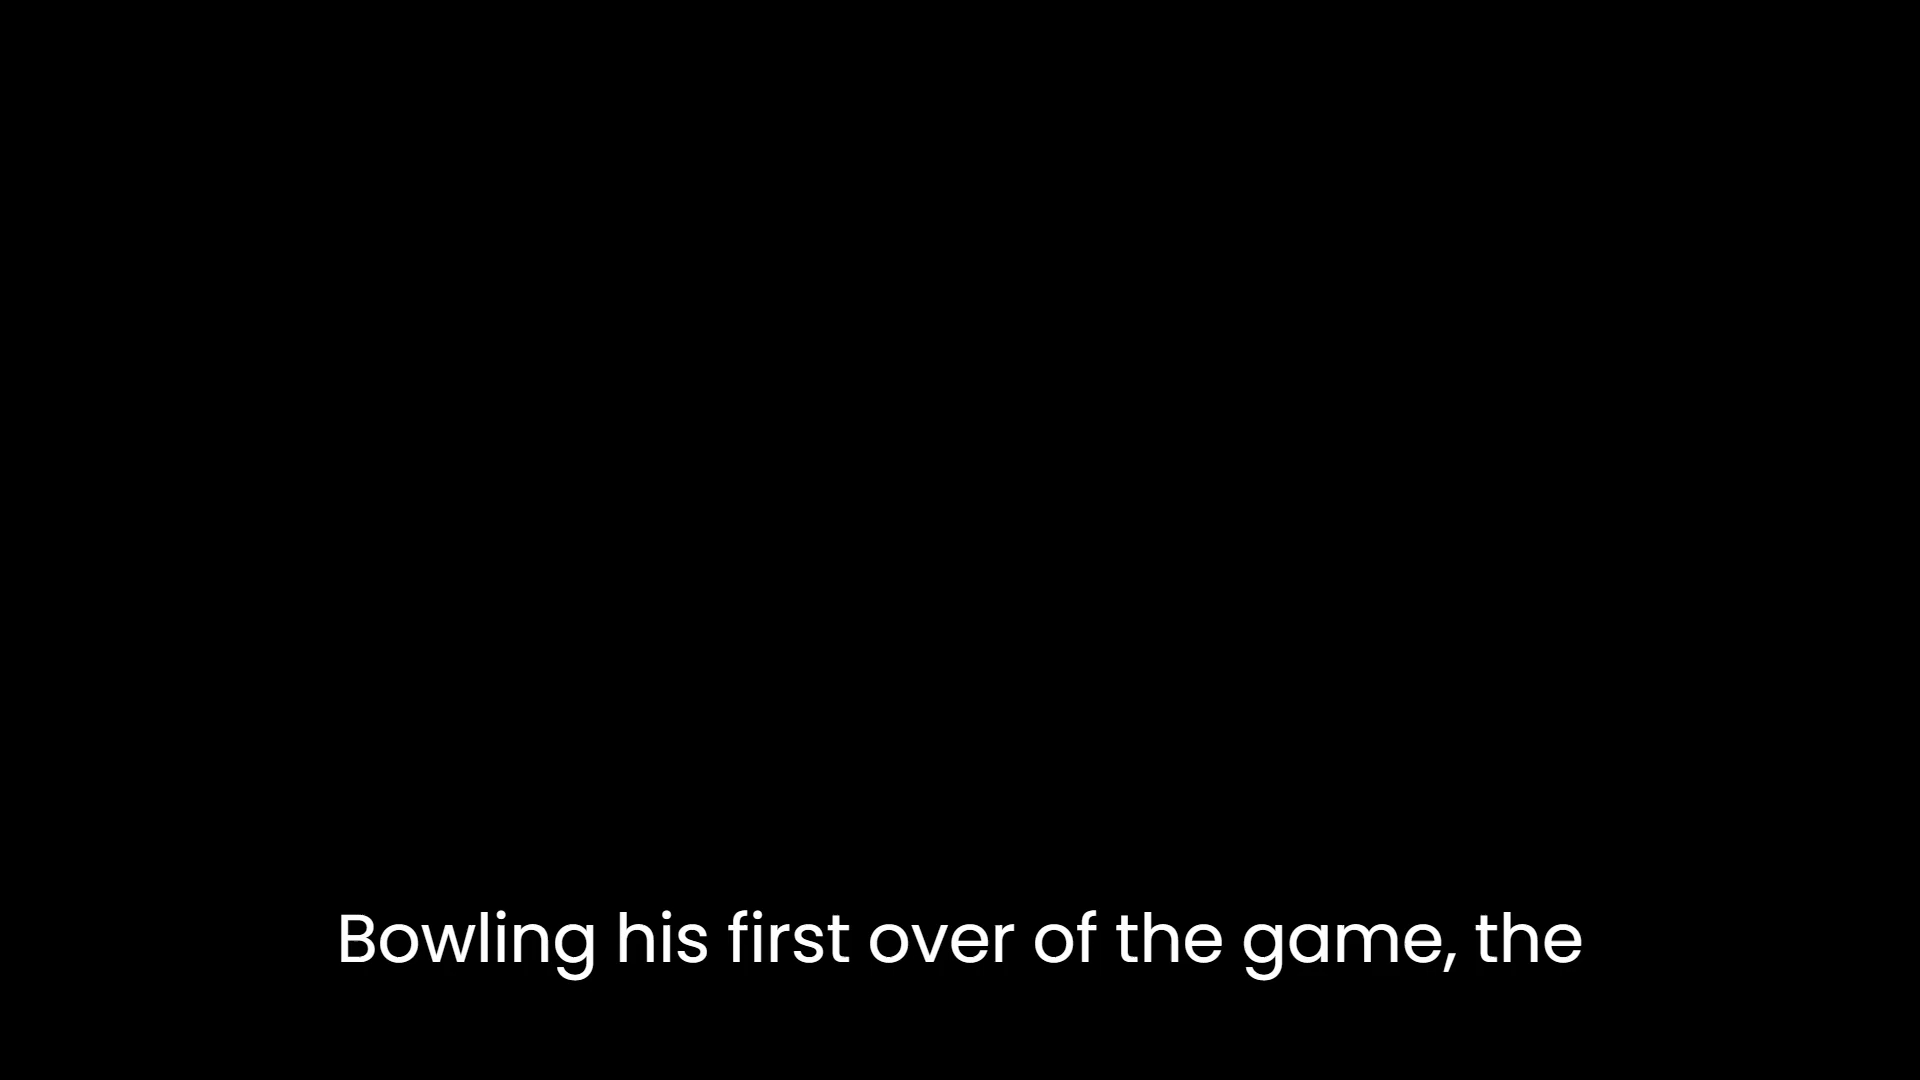 Bowling his first over of the game, the